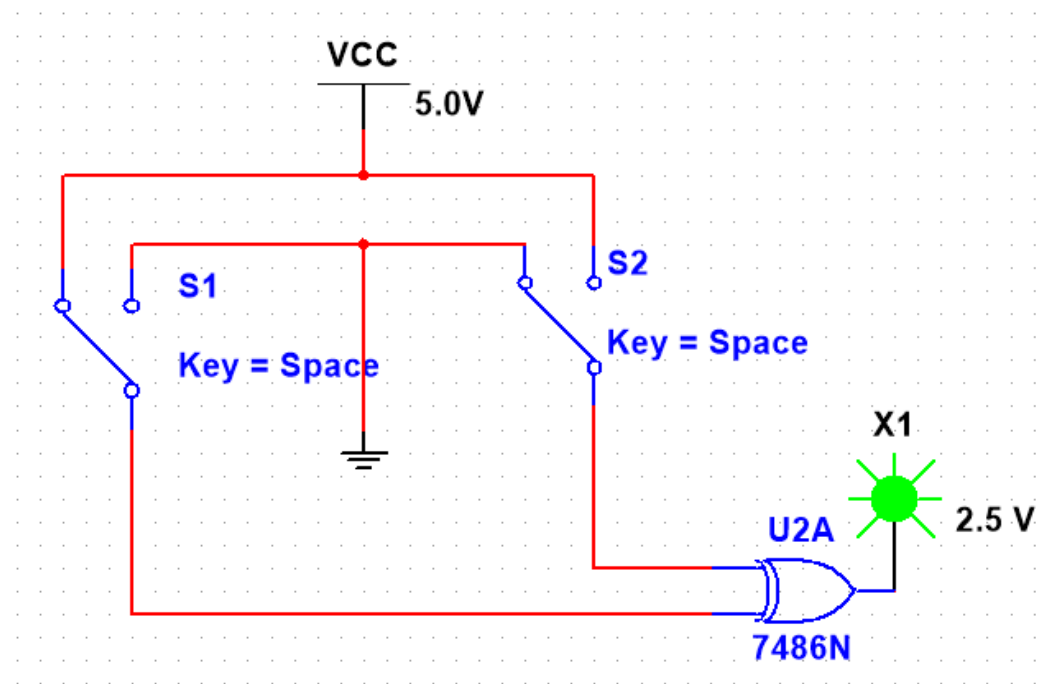 VCC
5.0V
S1
Key = Space
S2
Key = Space
X1
2.5 V
U2A
7486N